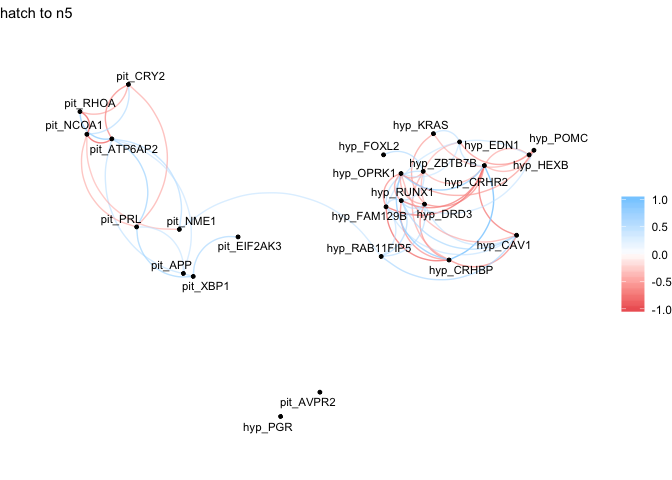 hatch to n5
pit_CRY2
pit_RHOA
pit_NCOA1
pit_ATP6AP2
hyp_KRAS
hyp_FOXL2
hyp_EDN1
hyp_POMC
hyp_ZBTB7B
hyp_HEXB
hyp_OPRK1
hyp_CRHR2
hyp_RUNX1
hyp_FAM129B
hyp_DRD3
pit_PRL
pit_NME1
pit_EIF2AK3
hyp_RAB11FIP5
hyp_CAV1
pit_APP
hyp_CRHBP
pit_XBP1
1.0
0.5
0.0
-0.5
-1.0
pit_AVPR2
hyp_PGR